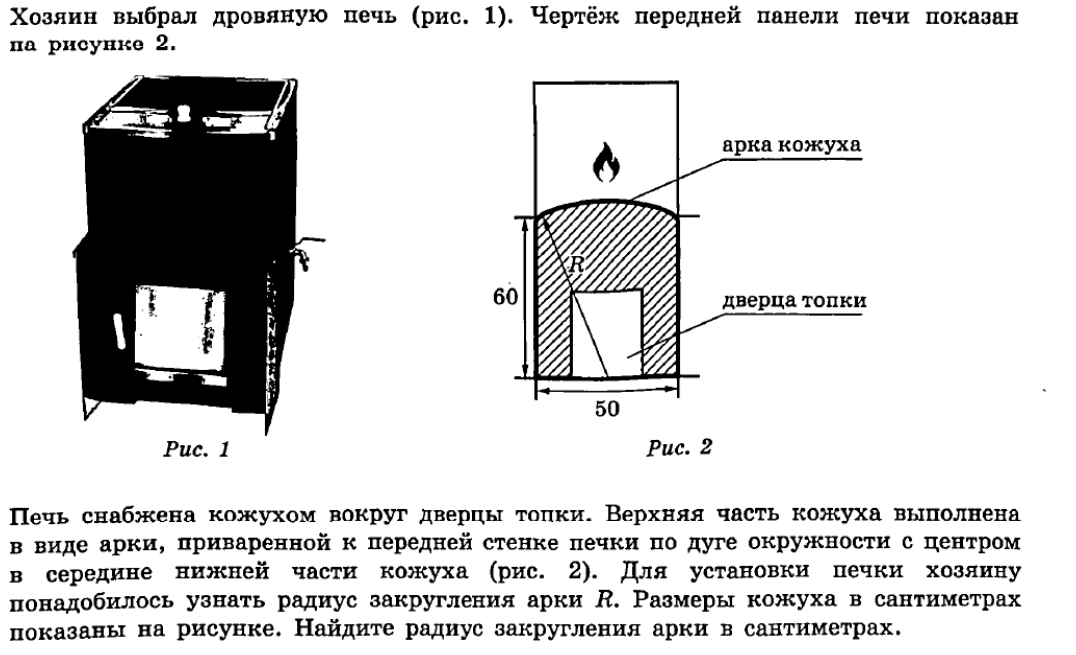 Хозяин выбрал дровяную печь (рис. 1). Чертёж передней панели печи показан
на рисунке 2.
арка кожуха
R
60
дверца топки
50
Рис. 1
Рис. 2
Печь снабжена кожухом вокруг дверцы топки. Верхняя часть кожуха выполнена
в виде арки, приваренной к передней стенке печки по дуге окружности с центром
в середине нижней части кожуха (рис. 2). Для установки печки хозяину
понадобилось узнать радиус закругления арки R. Размеры кожуха в сантиметрах
показаны на рисунке. Найдите радиус закругления арки в сантиметрах.